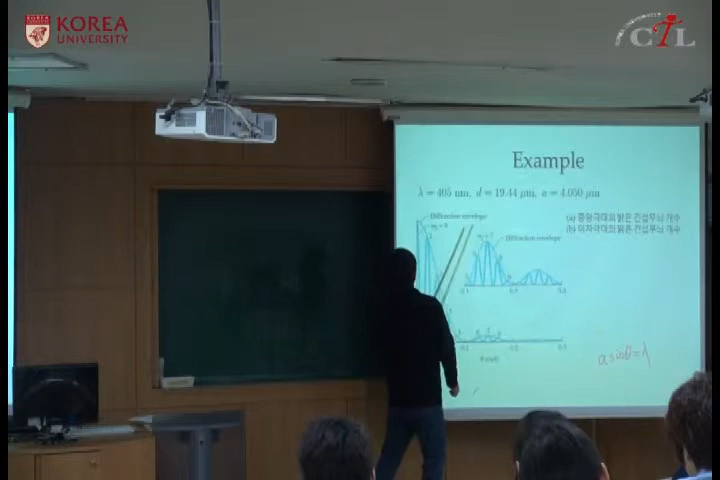 KOREA
UNIVERSITY
CTL
Example
λ = 405 nm, d = 19.44 μm, a = 4.050 μm
Diffraction envelope
(a) 중앙극대의 밝은 간섭무늬 개수
(b) 이차극대의 밝은 간섭무늬 개수
Diffraction envelope
a sinθ = λ